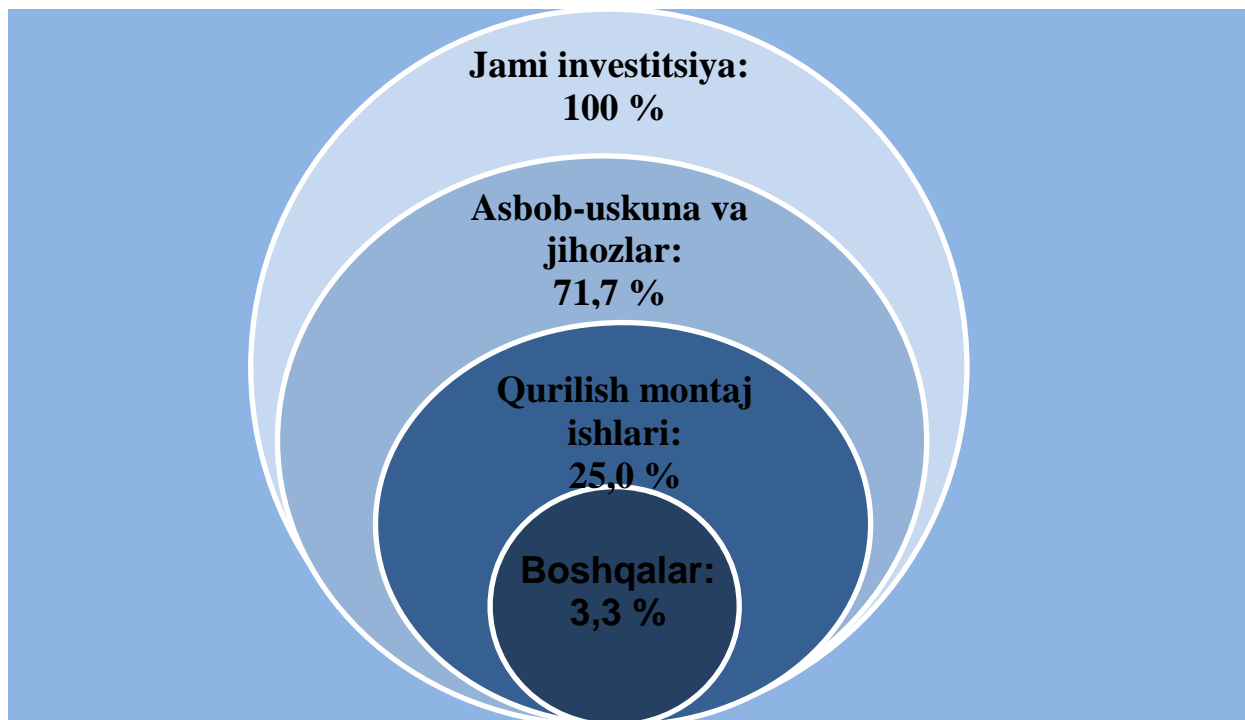 Jami investitsiya:
100 %
Asbob-uskuna va
jihozlar:
71,7 %
Qurilish montaj
ishlari:
25,0 %
Boshqalar:
3,3 %